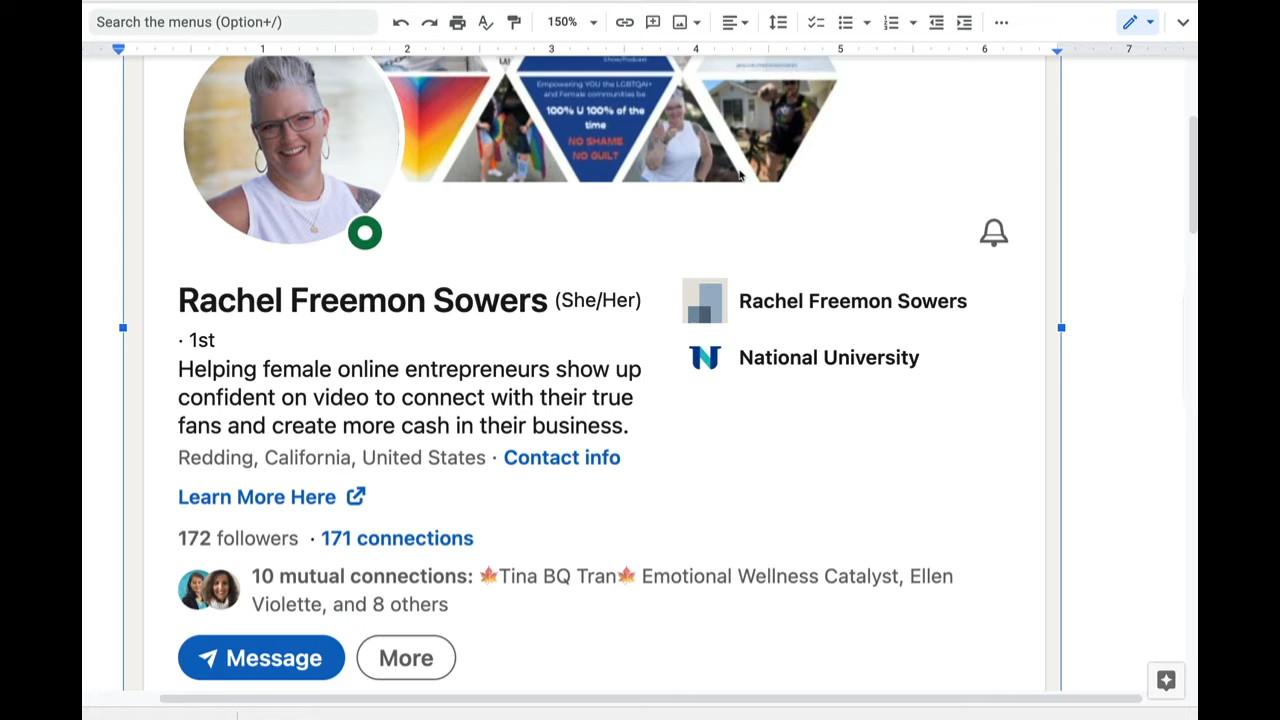 Search the menus (Option+/)
150%
1 2 3 4 5 6 7
Show/Podcast
Empowering YOU the LGBTQAI+
and Female communities be
100% U 100% of the
time
NO SHAME
NO GUILT
Rachel Freemon Sowers (She/Her)
· 1st
Rachel Freemon Sowers
National University
Helping female online entrepreneurs show up
confident on video to connect with their true
fans and create more cash in their business.
Redding, California, United States · Contact info
Learn More Here
172 followers · 171 connections
10 mutual connections: 🍁Tina BQ Tran🍁 Emotional Wellness Catalyst, Ellen
Violette, and 8 others
Message
More